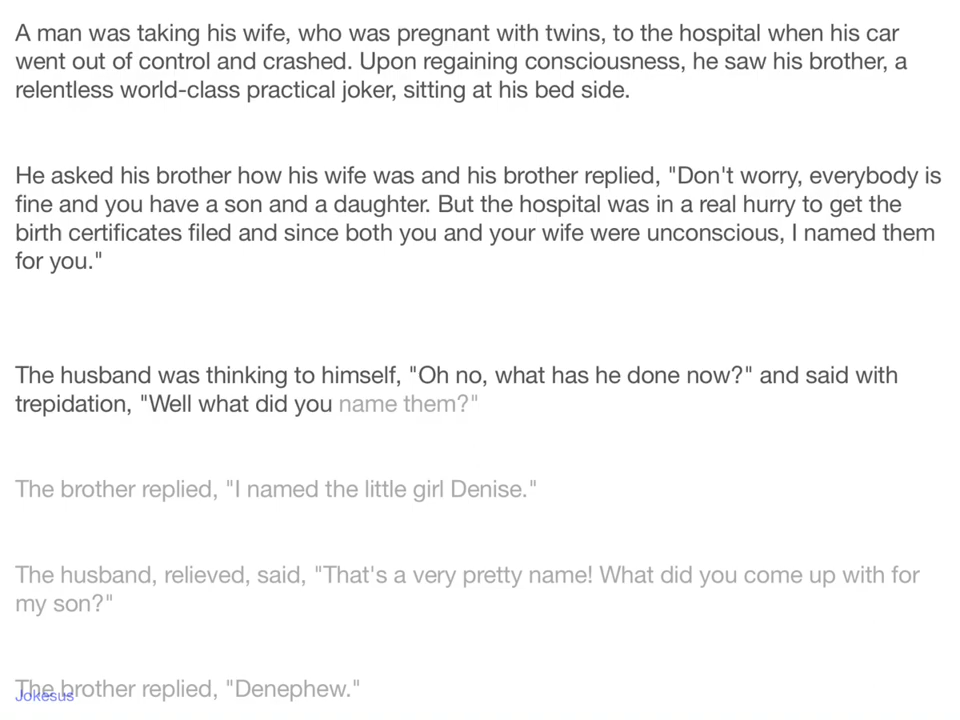 A man was taking his wife, who was pregnant with twins, to the hospital when his car
went out of control and crashed. Upon regaining consciousness, he saw his brother, a
relentless world-class practical joker, sitting at his bed side.
He asked his brother how his wife was and his brother replied, "Don't worry, everybody is
fine and you have a son and a daughter. But the hospital was in a real hurry to get the
birth certificates filed and since both you and your wife were unconscious, I named them
for you."
The husband was thinking to himself, "Oh no, what has he done now?" and said with
trepidation, "Well what did you name them?"
The brother replied, "I named the little girl Denise."
The husband, relieved, said, "That's a very pretty name! What did you come up with for
my son?"
The brother replied, "Denephew."
Jokesus